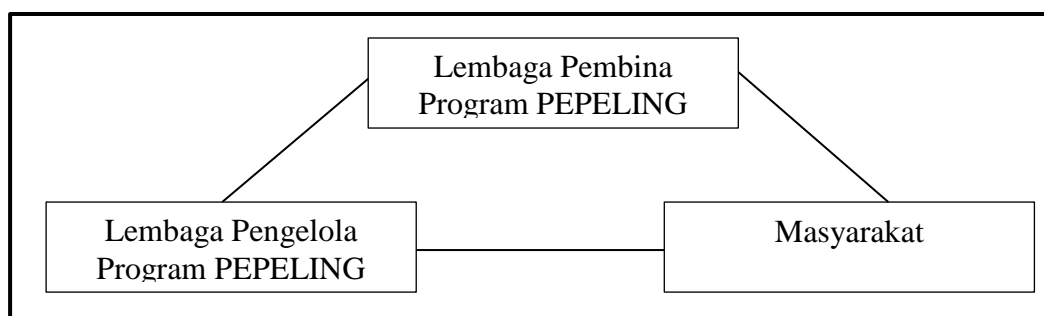 Lembaga Pembina
Program PEPELING
Lembaga Pengelola
Program PEPELING
Masyarakat